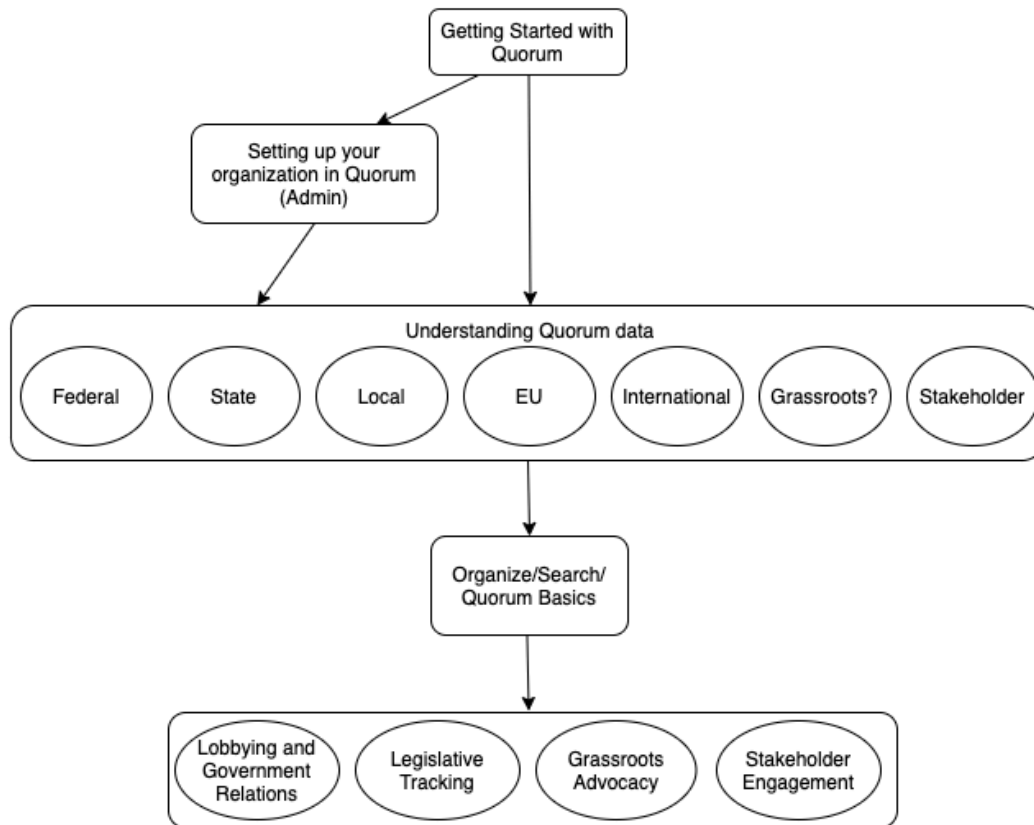 Getting Started with
Quorum
Setting up your
organization in Quorum
(Admin)
Understanding Quorum data
Federal
State
Local
EU
International
Grassroots?
Stakeholder
Organize/Search/
Quorum Basics
Lobbying and
Government
Relations
Legislative
Tracking
Grassroots
Advocacy
Stakeholder
Engagement